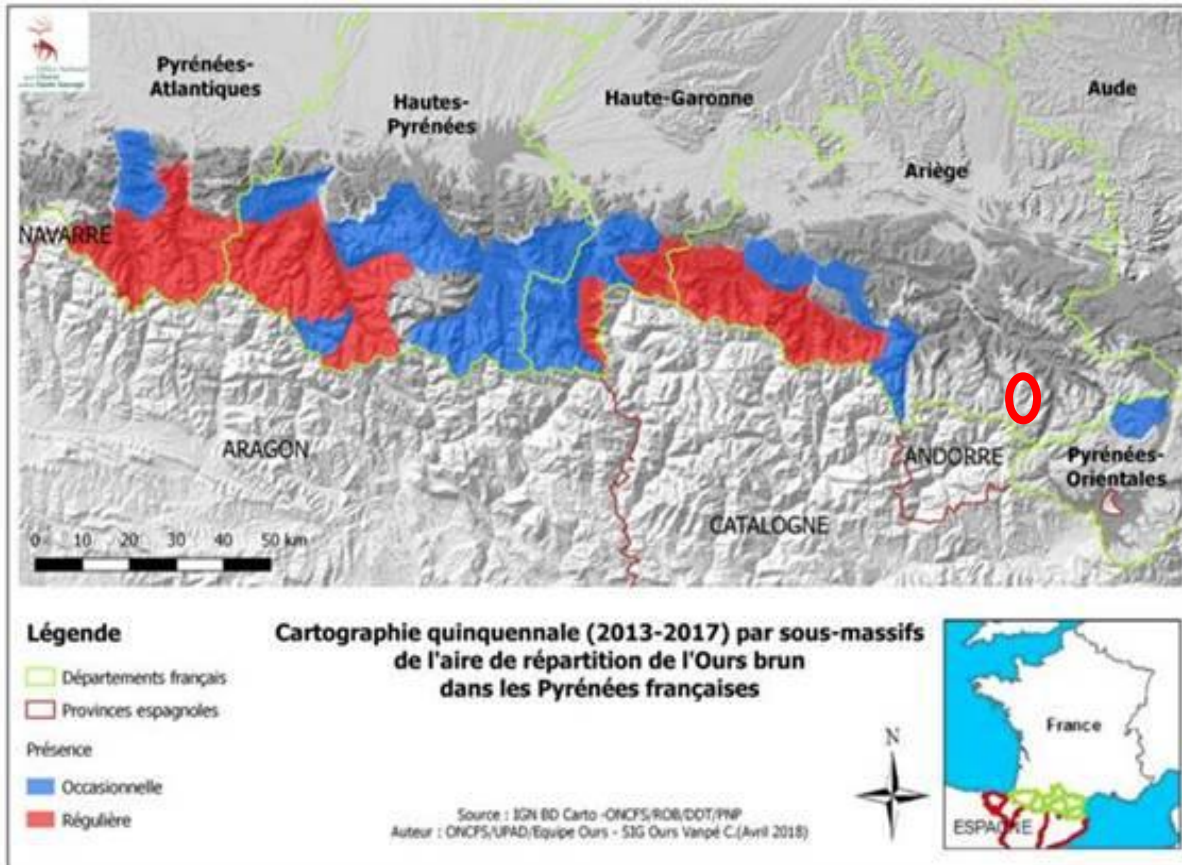 Pyrénées-
Atlantiques
Hautes-
Pyrénées
Haute-Garonne
Aude
Ariège
NAVARRE
ARAGON
ANDORRE
Pyrénées-
Orientales
CATALOGNE
0 10 20 30 40 50 km
Légende
Départements français
Provinces espagnoles
Présence
Occasionnelle
Régulière
Cartographie quinquennale (2013-2017) par sous-massifs
de l'aire de répartition de l'Ours brun
dans les Pyrénées françaises
Source : IGN BD Carto -ONCFS/ROB/DDT/PNP
Auteur : ONCFS/UPAD/Equipe Ours - SIG Ours Vanpé C.(Avril 2018)
N
France
ESPAGNE